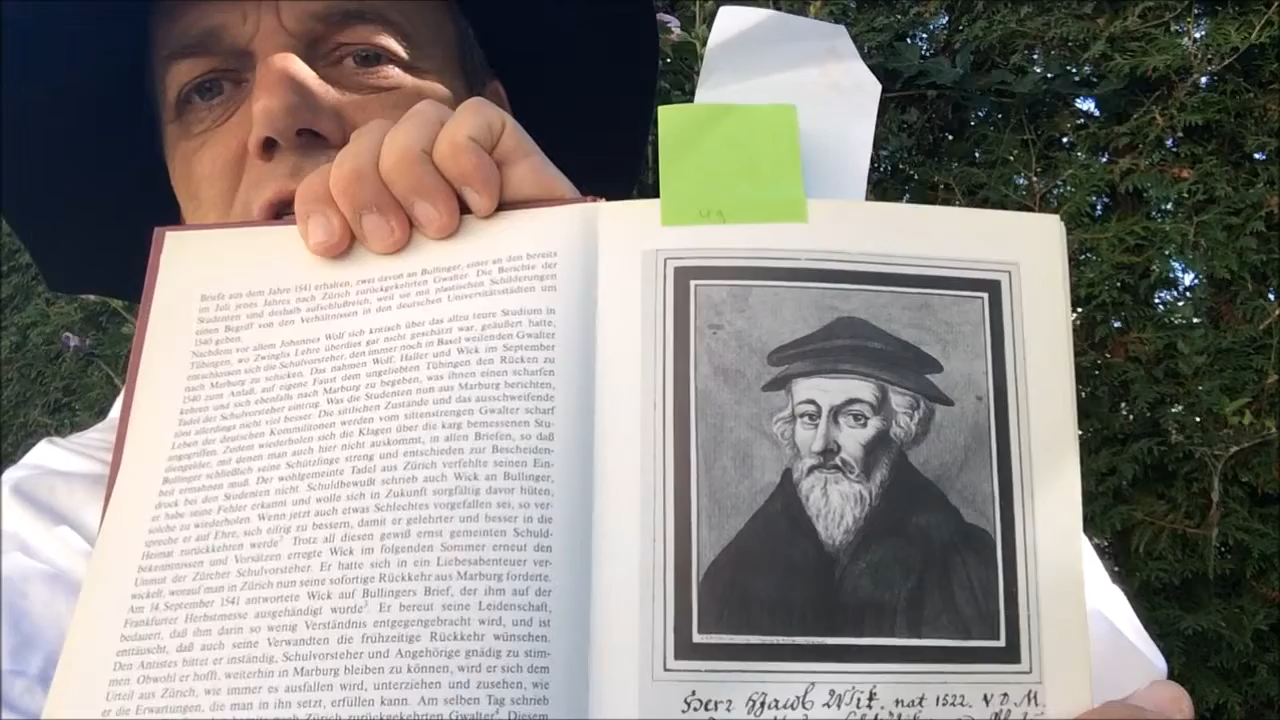 Briefe aus dem Jahre 1541 erhalten, zwei davon an Bullinger, einer an den bereits
im Juli jenes Jahres nach Zürich zurückgekehrten Gwalter. Die Berichte der
Studenten sind deshalb aufschlußreich, weil sie mit plastischen Schilderungen
einen Begriff von den Verhältnissen in den deutschen Universitätsstädten um
1540 geben.
Nachdem vor allem Johannes Wolf sich kritisch über das allzu teure Studium in
Tübingen, wo Zwinglis Lehre überdies gar nicht geschätzt war, geäußert hatte,
entschlossen sich die Schulvorsteher, den immer noch in Basel weilenden Gwalter
nach Marburg zu schicken. Das nahmen Wolf, Haller und Wick im September
1540 zum Anlaß, auf eigene Faust dem ungeliebten Tübingen den Rücken zu
kehren und sich ebenfalls nach Marburg zu begeben, was ihnen einen scharfen
Tadel der Schulvorsteher eintrug. Was die Studenten nun aus Marburg berichten,
tönt allerdings nicht viel besser. Die sittlichen Zustände und das ausschweifende
Leben der deutschen Kommilitonen werden vom sittenstrengen Gwalter scharf
angegriffen. Zudem wiederholen sich die Klagen über die karg bemessenen Stu-
diengelder, mit denen man auch hier nicht auskommt, in allen Briefen, so daß
Bullinger schließlich seine Schützlinge streng und entschieden zur Bescheiden-
heit ermahnen muß. Der wohlgemeinte Tadel aus Zürich verfehlte seinen Ein-
druck bei den Studenten nicht. Schuldbewußt schrieb auch Wick an Bullinger,
er habe seine Fehler erkannt und wolle sich in Zukunft sorgfältig davor hüten,
solche zu wiederholen. Wenn jetzt auch etwas Schlechtes vorgefallen sei, so ver-
spreche er auf Ehre, sich eifrig zu bessern, damit er gelehrter und besser in die
Heimat zurückkehren werde². Trotz all diesen gewiß ernst gemeinten Schuld-
bekenntnissen und Vorsätzen erregte Wick im folgenden Sommer erneut den
Unmut der Zürcher Schulvorsteher. Er hatte sich in ein Liebesabenteuer ver-
wickelt, worauf man in Zürich nun seine sofortige Rückkehr aus Marburg forderte.
Am 14. September 1541 antwortete Wick auf Bullingers Brief, der ihm auf der
Frankfurter Herbstmesse ausgehändigt wurde³. Er bereut seine Leidenschaft,
bedauert, daß ihm darin so wenig Verständnis entgegengebracht wird, und ist
enttäuscht, daß auch seine Verwandten die frühzeitige Rückkehr wünschen.
Den Antistes bittet er inständig, Schulvorsteher und Angehörige gnädig zu stim-
men. Obwohl er hofft, weiterhin in Marburg bleiben zu können, wird er sich dem
Urteil aus Zürich, wie immer es ausfallen wird, unterziehen und zusehen, wie
er die Erwartungen, die man in ihn setzt, erfüllen kann. Am selben Tag schrieb
bereits nach Zürich zurückgekehrten Gwalter⁴. Diesem
49
Herr Jacob Wik. nat 1522. V.D.M.